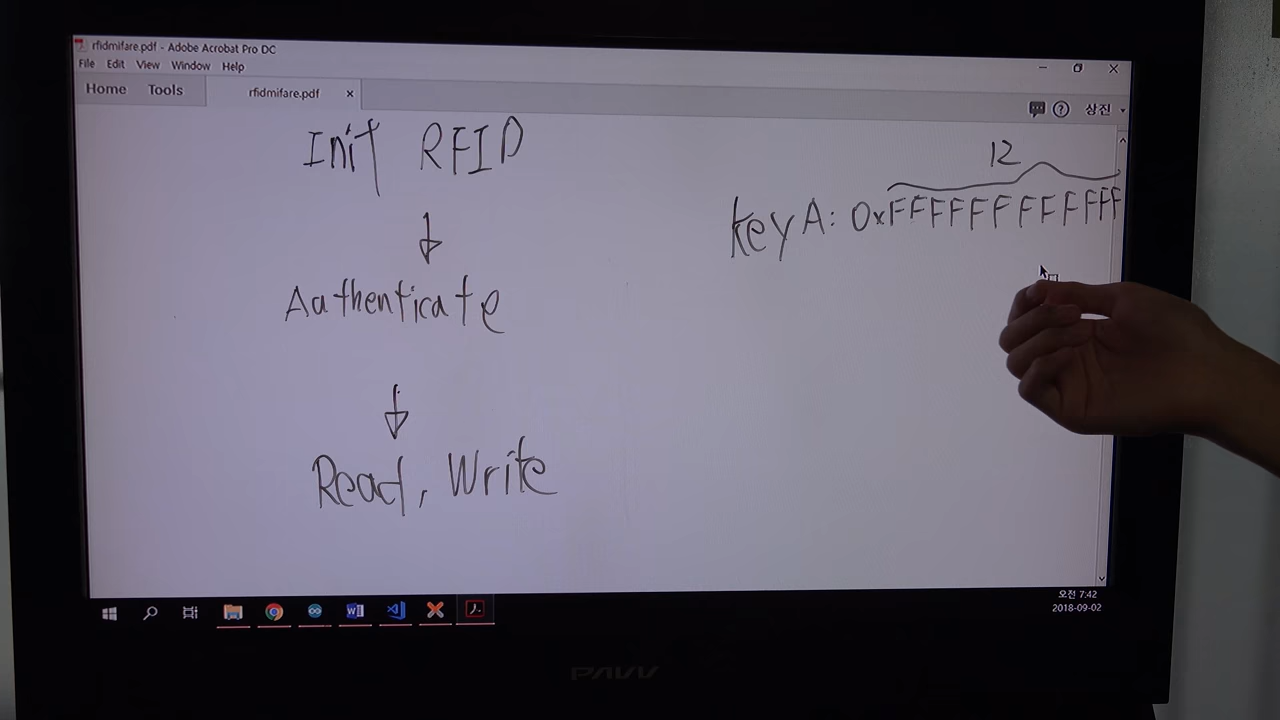 rfidmifare.pdf - Adobe Acrobat Pro DC
File Edit View Window Help
Home Tools rfidmifare.pdf
상진
Init RFID
12
key A: 0xFFFFFFFFFFFF
Authenticate
Read, Write
오전 7:42
2018-09-02
PAVV